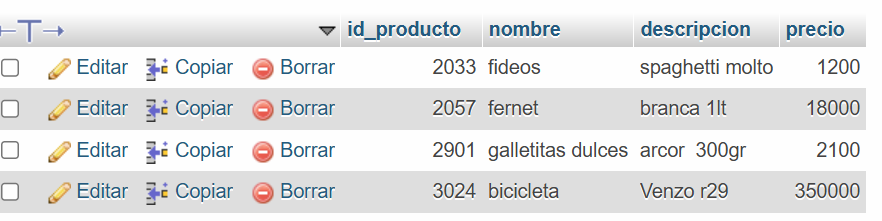 id_producto nombre descripcion precio
Editar Copiar Borrar 2033 fideos spaghetti molto 1200
Editar Copiar Borrar 2057 fernet branca 1lt 18000
Editar Copiar Borrar 2901 galletitas dulces arcor  300gr 2100
Editar Copiar Borrar 3024 bicicleta Venzo r29 350000